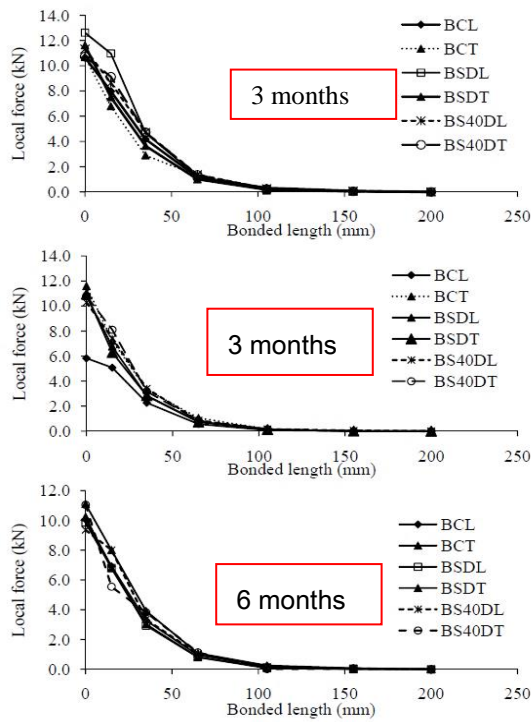 14.0
12.0
10.0
8.0
6.0
4.0
2.0
0.0
Local force (kN)
3 months
BCL
BCT
BSDL
BSDT
BS40DL
BS40DT
0 50 100 150 200 250
Bonded length (mm)
14.0
12.0
10.0
8.0
6.0
4.0
2.0
0.0
Local force (kN)
3 months
BCL
BCT
BSDL
BSDT
BS40DL
BS40DT
0 50 100 150 200 250
Bonded length (mm)
12.0
10.0
8.0
6.0
4.0
2.0
0.0
Local force (kN)
6 months
BCL
BCT
BSDL
BSDT
BS40DL
BS40DT
0 50 100 150 200 250
Bonded length (mm)